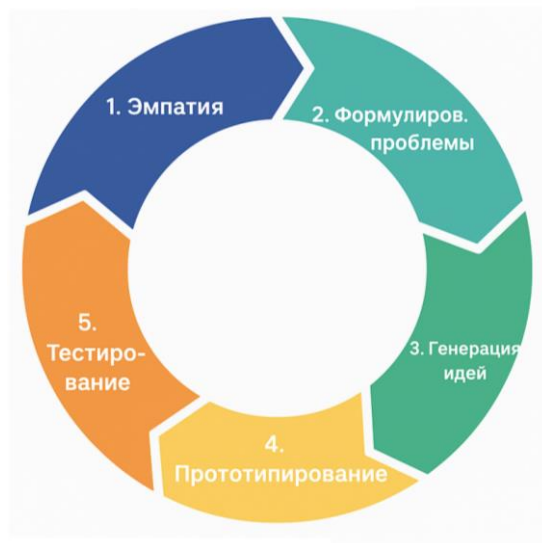 1. Эмпатия
2. Формулиров.
проблемы
3. Генерация
идей
4.
Прототипирование
5.
Тестиро-
вание